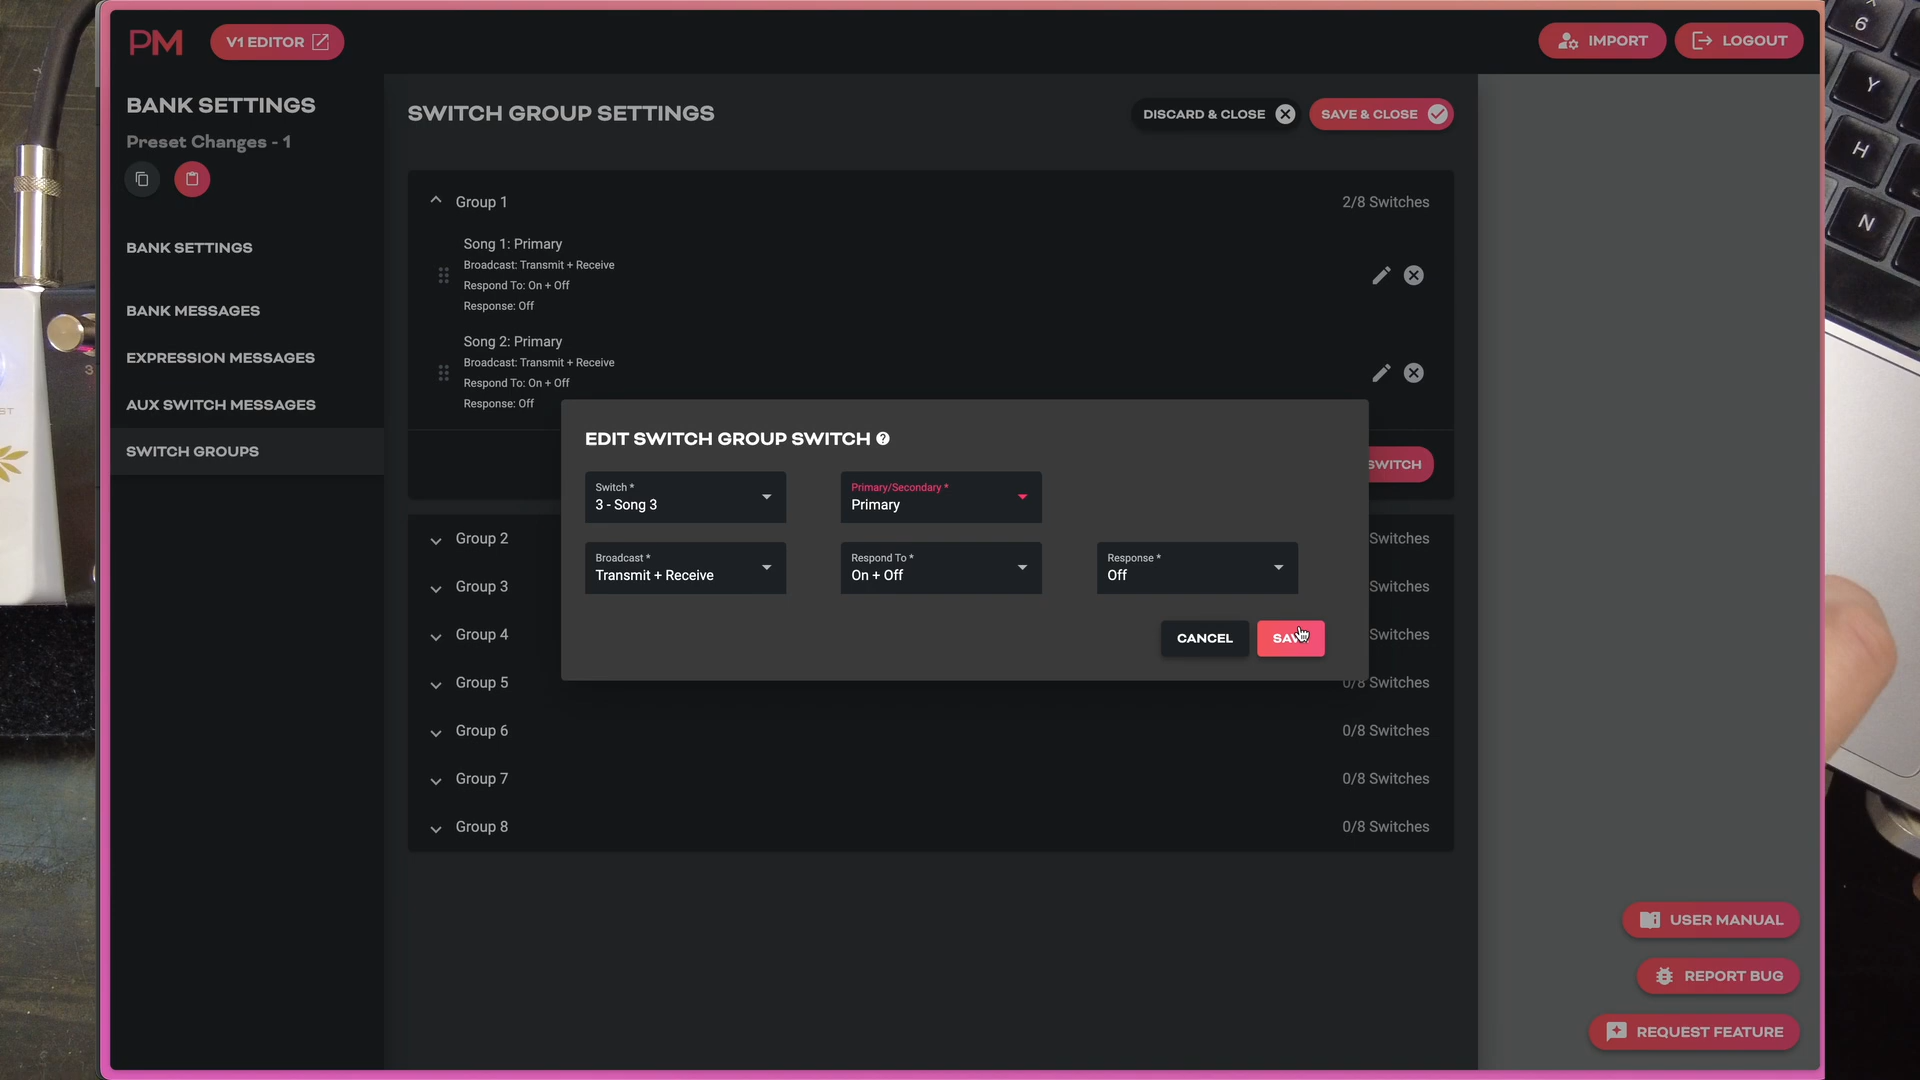 PM
V1 EDITOR
IMPORT
LOGOUT
BANK SETTINGS
Preset Changes - 1
BANK SETTINGS
BANK MESSAGES
EXPRESSION MESSAGES
AUX SWITCH MESSAGES
SWITCH GROUPS
SWITCH GROUP SETTINGS
DISCARD & CLOSE
SAVE & CLOSE
Group 1
2/8 Switches
Song 1: Primary
Broadcast: Transmit + Receive
Respond To: On + Off
Response: Off
Song 2: Primary
Broadcast: Transmit + Receive
Respond To: On + Off
Response: Off
SWITCH
EDIT SWITCH GROUP SWITCH
Switch *
3 - Song 3
Primary/Secondary *
Primary
Broadcast *
Transmit + Receive
Respond To *
On + Off
Response *
Off
CANCEL
Group 2
Switches
Group 3
Switches
Group 4
Switches
Group 5
0/8 Switches
Group 6
0/8 Switches
Group 7
0/8 Switches
Group 8
0/8 Switches
USER MANUAL
REPORT BUG
REQUEST FEATURE
6
Y
H
N
3